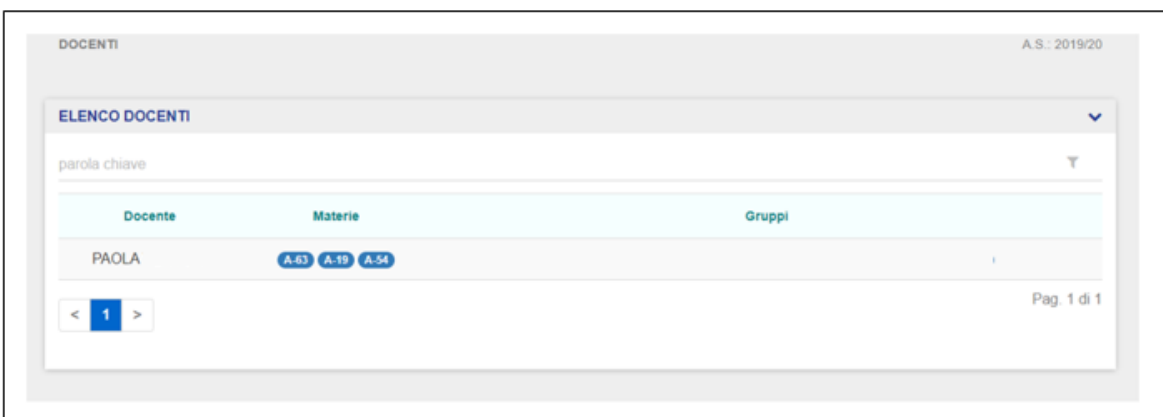 DOCENTI A.S.: 2019/20
ELENCO DOCENTI
parola chiave
Docente Materie Gruppi
PAOLA A-63 A-19 A-54
< 1 > Pag. 1 di 1